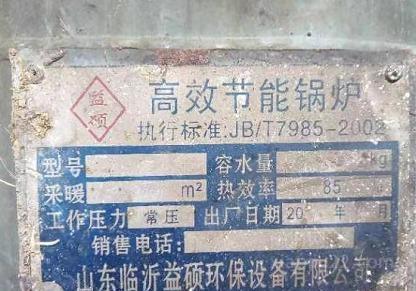 益硕
高效节能锅炉
执行标准:JB/T7985-2002
型号 容水量 kg
采暖 m² 热效率 85
工作压力 常压 出厂日期 20 年 月
销售电话:
山东临沂益硕环保设备有限公司